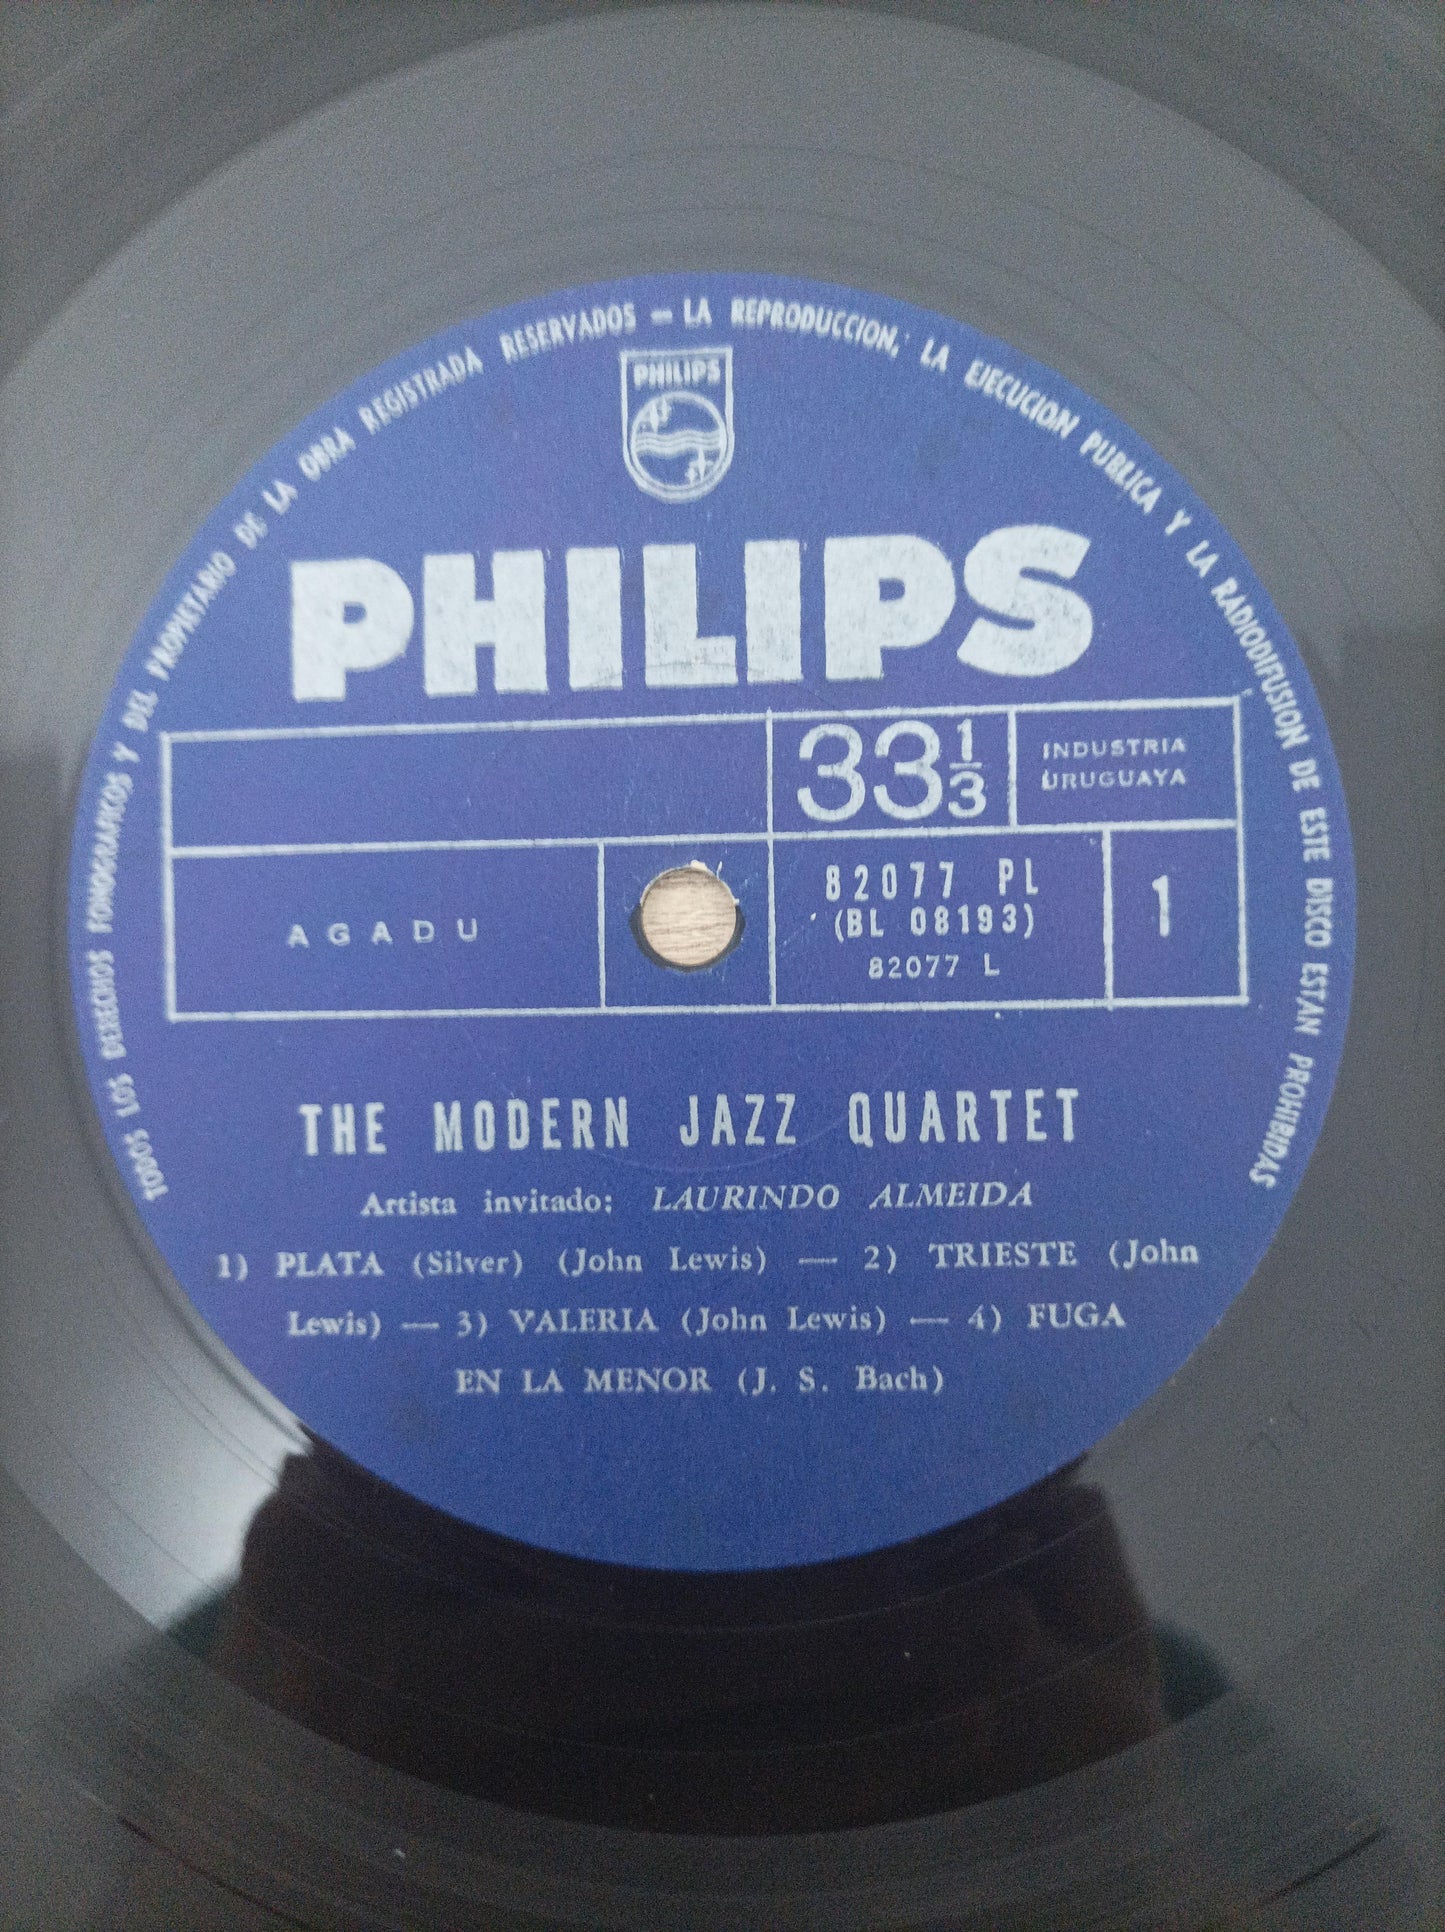 TODOS LOS DERECHOS FONOGRAFICOS Y DEL PROPIETARIO DE LA OBRA REGISTRADA RESERVADOS - LA REPRODUCCION, LA EJECUCION PUBLICA Y LA RADIODIFUSION DE ESTE DISCO ESTAN PROHIBIDAS
PHILIPS
PHILIPS
33 1/3
INDUSTRIA
URUGUAYA
AGADU
82077 PL
(BL 08193)
82077 L
1
THE MODERN JAZZ QUARTET
Artista invitado: LAURINDO ALMEIDA
1) PLATA (Silver) (John Lewis) — 2) TRIESTE (John
Lewis) — 3) VALERIA (John Lewis) — 4) FUGA
EN LA MENOR (J. S. Bach)